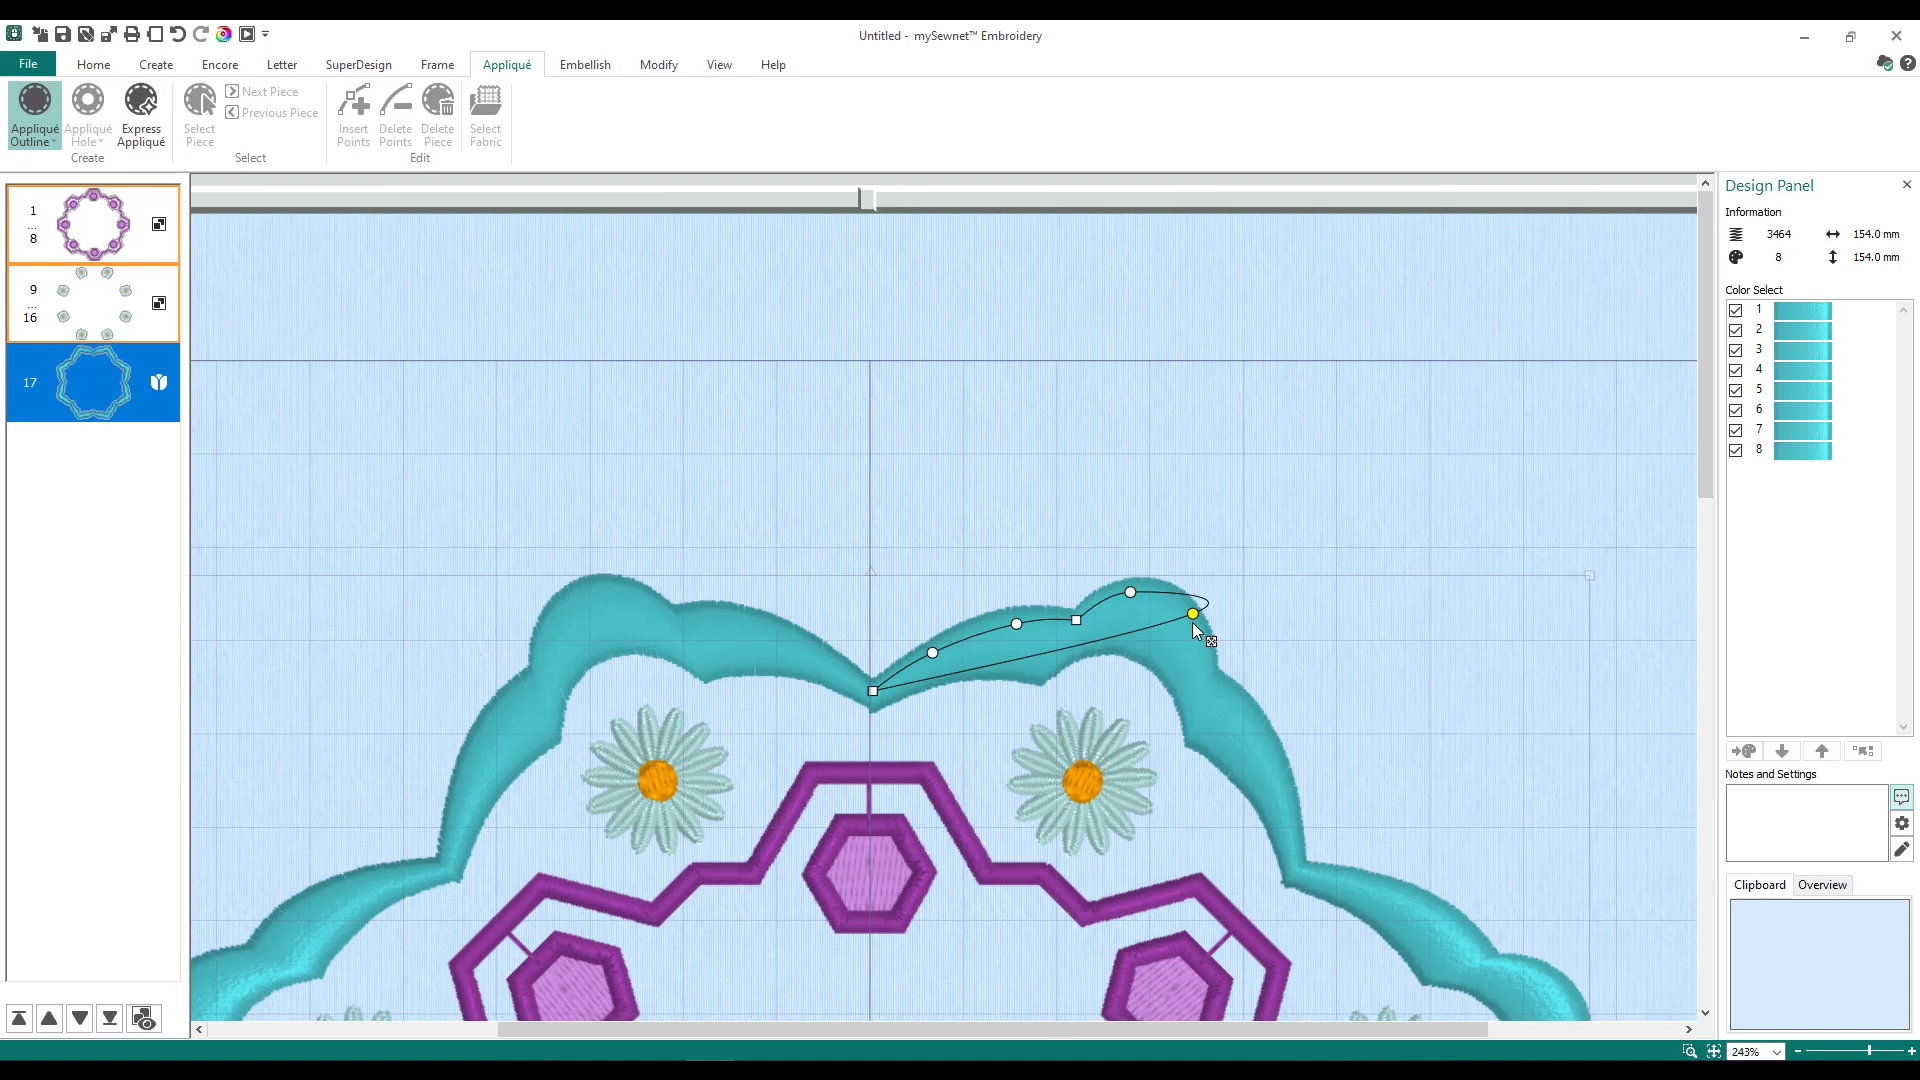 Untitled - mySewnet™ Embroidery
File Home Create Encore Letter SuperDesign Frame Appliqué Embellish Modify View Help
Appliqué Outline
Appliqué Hole
Express Appliqué
Create
Select Piece
Next Piece
Previous Piece
Select
Insert Points
Delete Points
Delete Piece
Edit
Select Fabric
1
...
8
9
...
16
17
Design Panel
Information
3464 154.0 mm
8 154.0 mm
Color Select
1
2
3
4
5
6
7
8
Notes and Settings
Clipboard Overview
243%